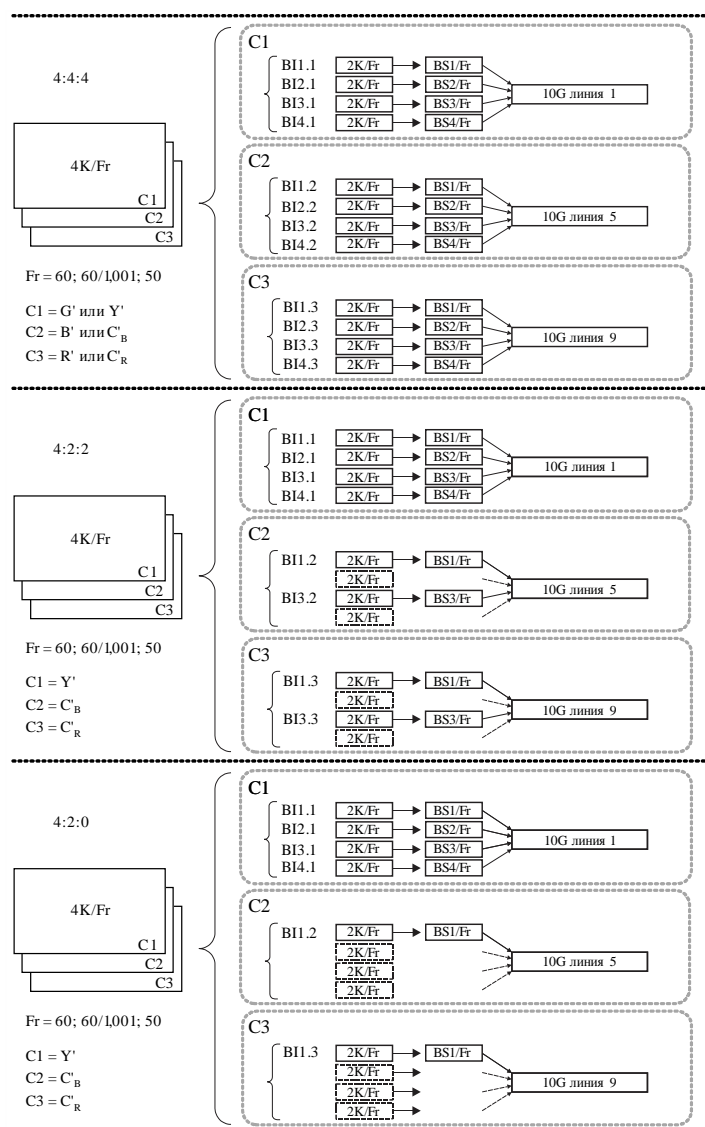 4:4:4
4K/Fr
C1
C2
C3
Fr = 60; 60/1,001; 50
C1 = G' или Y'
C2 = B' или C'B
C3 = R' или C'R
C1
BI1.1 2K/Fr BS1/Fr
BI2.1 2K/Fr BS2/Fr
BI3.1 2K/Fr BS3/Fr
BI4.1 2K/Fr BS4/Fr
10G линия 1
C2
BI1.2 2K/Fr BS1/Fr
BI2.2 2K/Fr BS2/Fr
BI3.2 2K/Fr BS3/Fr
BI4.2 2K/Fr BS4/Fr
10G линия 5
C3
BI1.3 2K/Fr BS1/Fr
BI2.3 2K/Fr BS2/Fr
BI3.3 2K/Fr BS3/Fr
BI4.3 2K/Fr BS4/Fr
10G линия 9
4:2:2
4K/Fr
C1
C2
C3
Fr = 60; 60/1,001; 50
C1 = Y'
C2 = C'B
C3 = C'R
C1
BI1.1 2K/Fr BS1/Fr
BI2.1 2K/Fr BS2/Fr
BI3.1 2K/Fr BS3/Fr
BI4.1 2K/Fr BS4/Fr
10G линия 1
C2
BI1.2 2K/Fr BS1/Fr
2K/Fr
BI3.2 2K/Fr BS3/Fr
2K/Fr
10G линия 5
C3
BI1.3 2K/Fr BS1/Fr
2K/Fr
BI3.3 2K/Fr BS3/Fr
2K/Fr
10G линия 9
4:2:0
4K/Fr
C1
C2
C3
Fr = 60; 60/1,001; 50
C1 = Y'
C2 = C'B
C3 = C'R
C1
BI1.1 2K/Fr BS1/Fr
BI2.1 2K/Fr BS2/Fr
BI3.1 2K/Fr BS3/Fr
BI4.1 2K/Fr BS4/Fr
10G линия 1
C2
BI1.2 2K/Fr BS1/Fr
2K/Fr
2K/Fr
2K/Fr
10G линия 5
C3
BI1.3 2K/Fr BS1/Fr
2K/Fr
2K/Fr
2K/Fr
10G линия 9